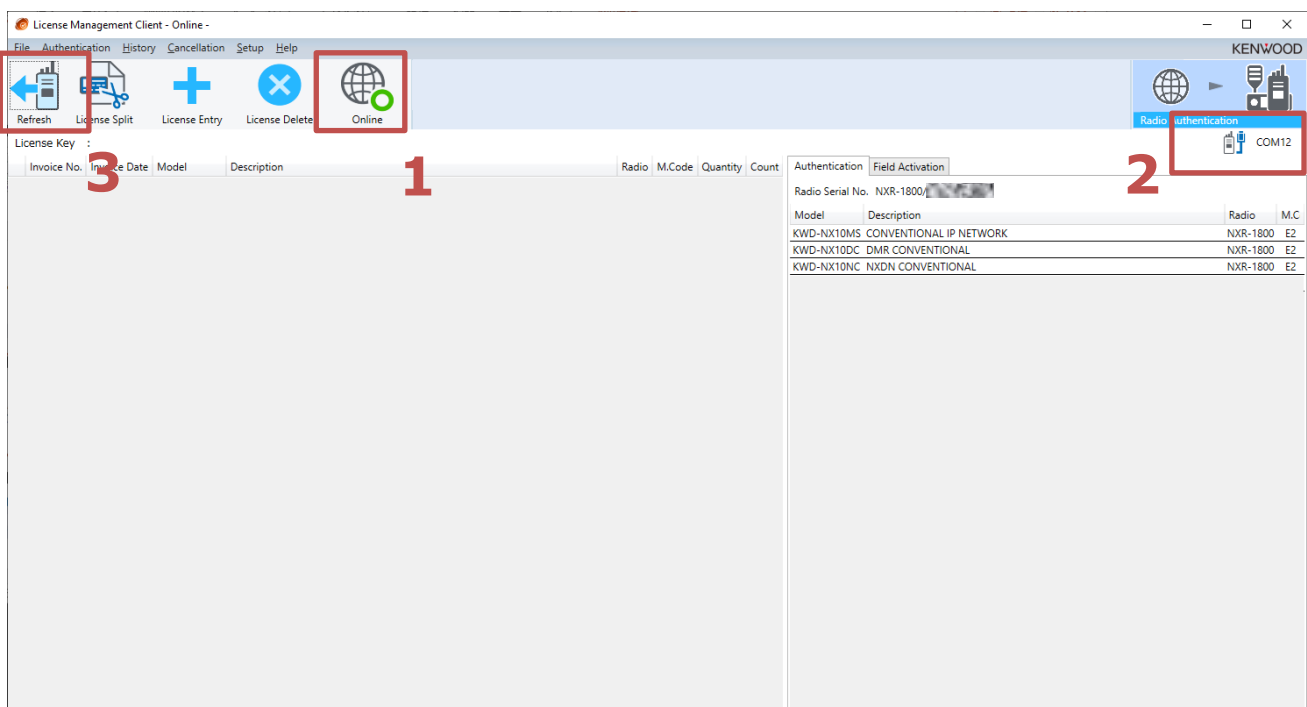 License Management Client - Online -
File Authentication History Cancellation Setup Help
KENWOOD
Refresh License Split License Entry License Delete Online
Radio Authentication
License Key :
COM12
3
1
2
Invoice No. Invoice Date Model Description Radio M.Code Quantity Count
Authentication Field Activation
Radio Serial No. NXR-1800/
Model Description Radio M.C
KWD-NX10MS CONVENTIONAL IP NETWORK NXR-1800 E2
KWD-NX10DC DMR CONVENTIONAL NXR-1800 E2
KWD-NX10NC NXDN CONVENTIONAL NXR-1800 E2